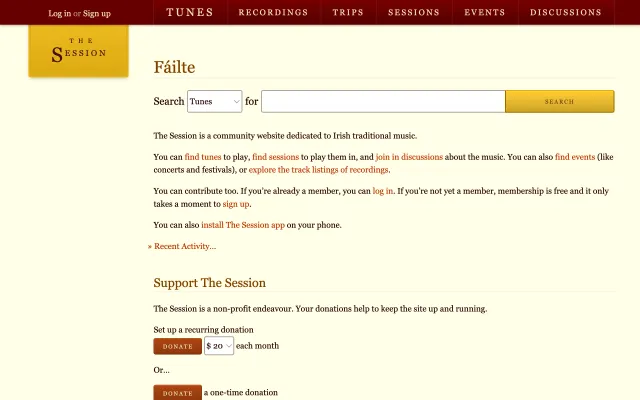 Log in or Sign up
TUNES RECORDINGS TRIPS SESSIONS EVENTS DISCUSSIONS
THE
SESSION
Fáilte
Search Tunes for SEARCH
The Session is a community website dedicated to Irish traditional music.
You can find tunes to play, find sessions to play them in, and join in discussions about the music. You can also find events (like
concerts and festivals), or explore the track listings of recordings.
You can contribute too. If you're already a member, you can log in. If you're not yet a member, membership is free and it only
takes a moment to sign up.
You can also install The Session app on your phone.
» Recent Activity...
Support The Session
The Session is a non-profit endeavour. Your donations help to keep the site up and running.
Set up a recurring donation
DONATE $ 20 each month
Or...
DONATE a one-time donation